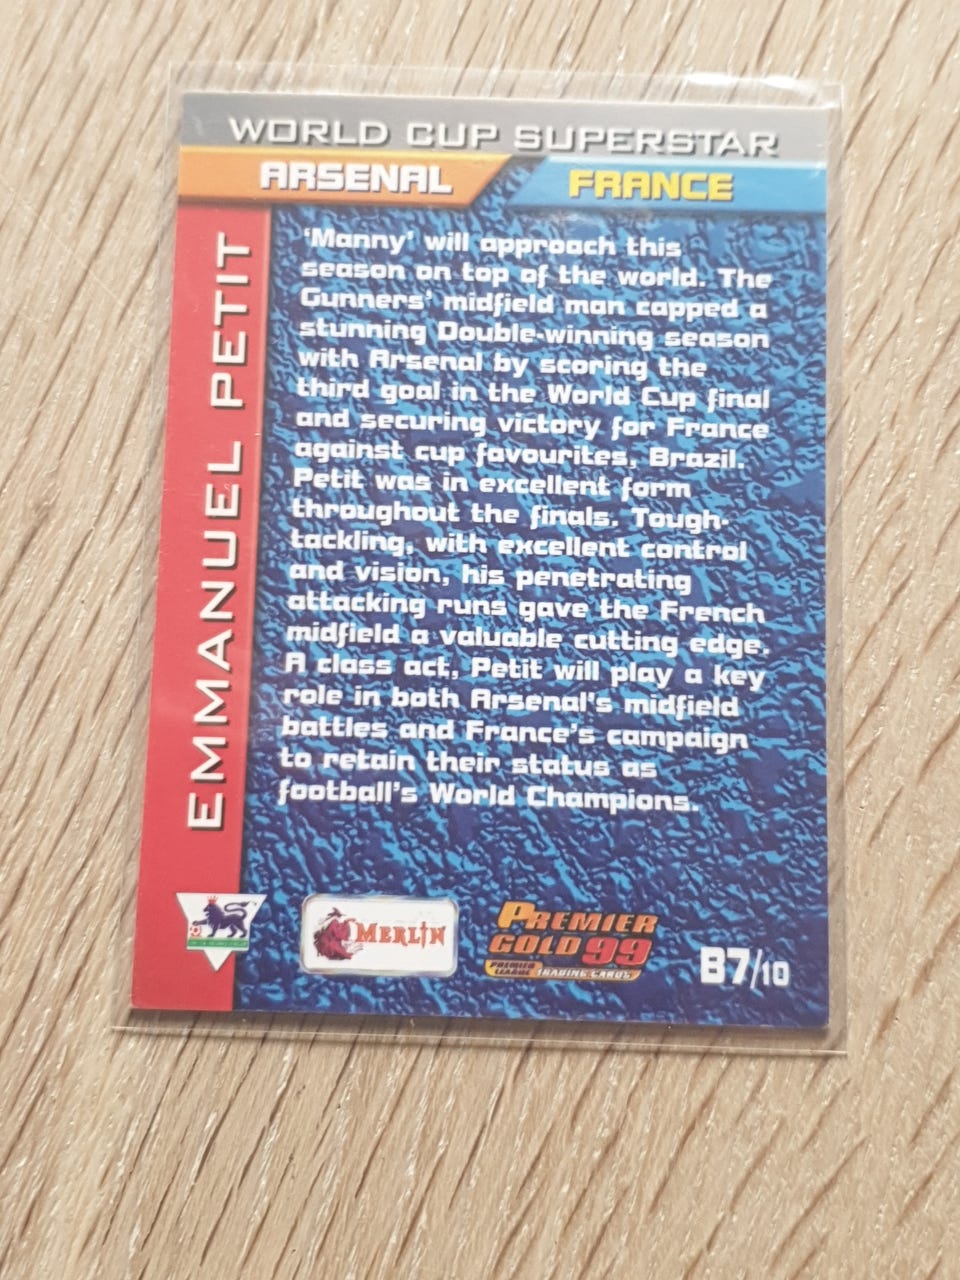 WORLD CUP SUPERSTAR
ARSENAL
FRANCE
EMMANUEL PETIT
'Manny' will approach this
season on top of the world. The
Gunners' midfield man capped a
stunning Double-winning season
with Arsenal by scoring the
third goal in the World Cup final
and securing victory for France
against cup favourites, Brazil.
Petit was in excellent form
throughout the finals. Tough-
tackling, with excellent control
and vision, his penetrating
attacking runs gave the French
midfield a valuable cutting edge.
A class act, Petit will play a key
role in both Arsenal's midfield
battles and France's campaign
to retain their status as
football's World Champions.
MERLIN
PREMIER
GOLD 99
PREMIER
LEAGUE TRADING CARDS
B7/10